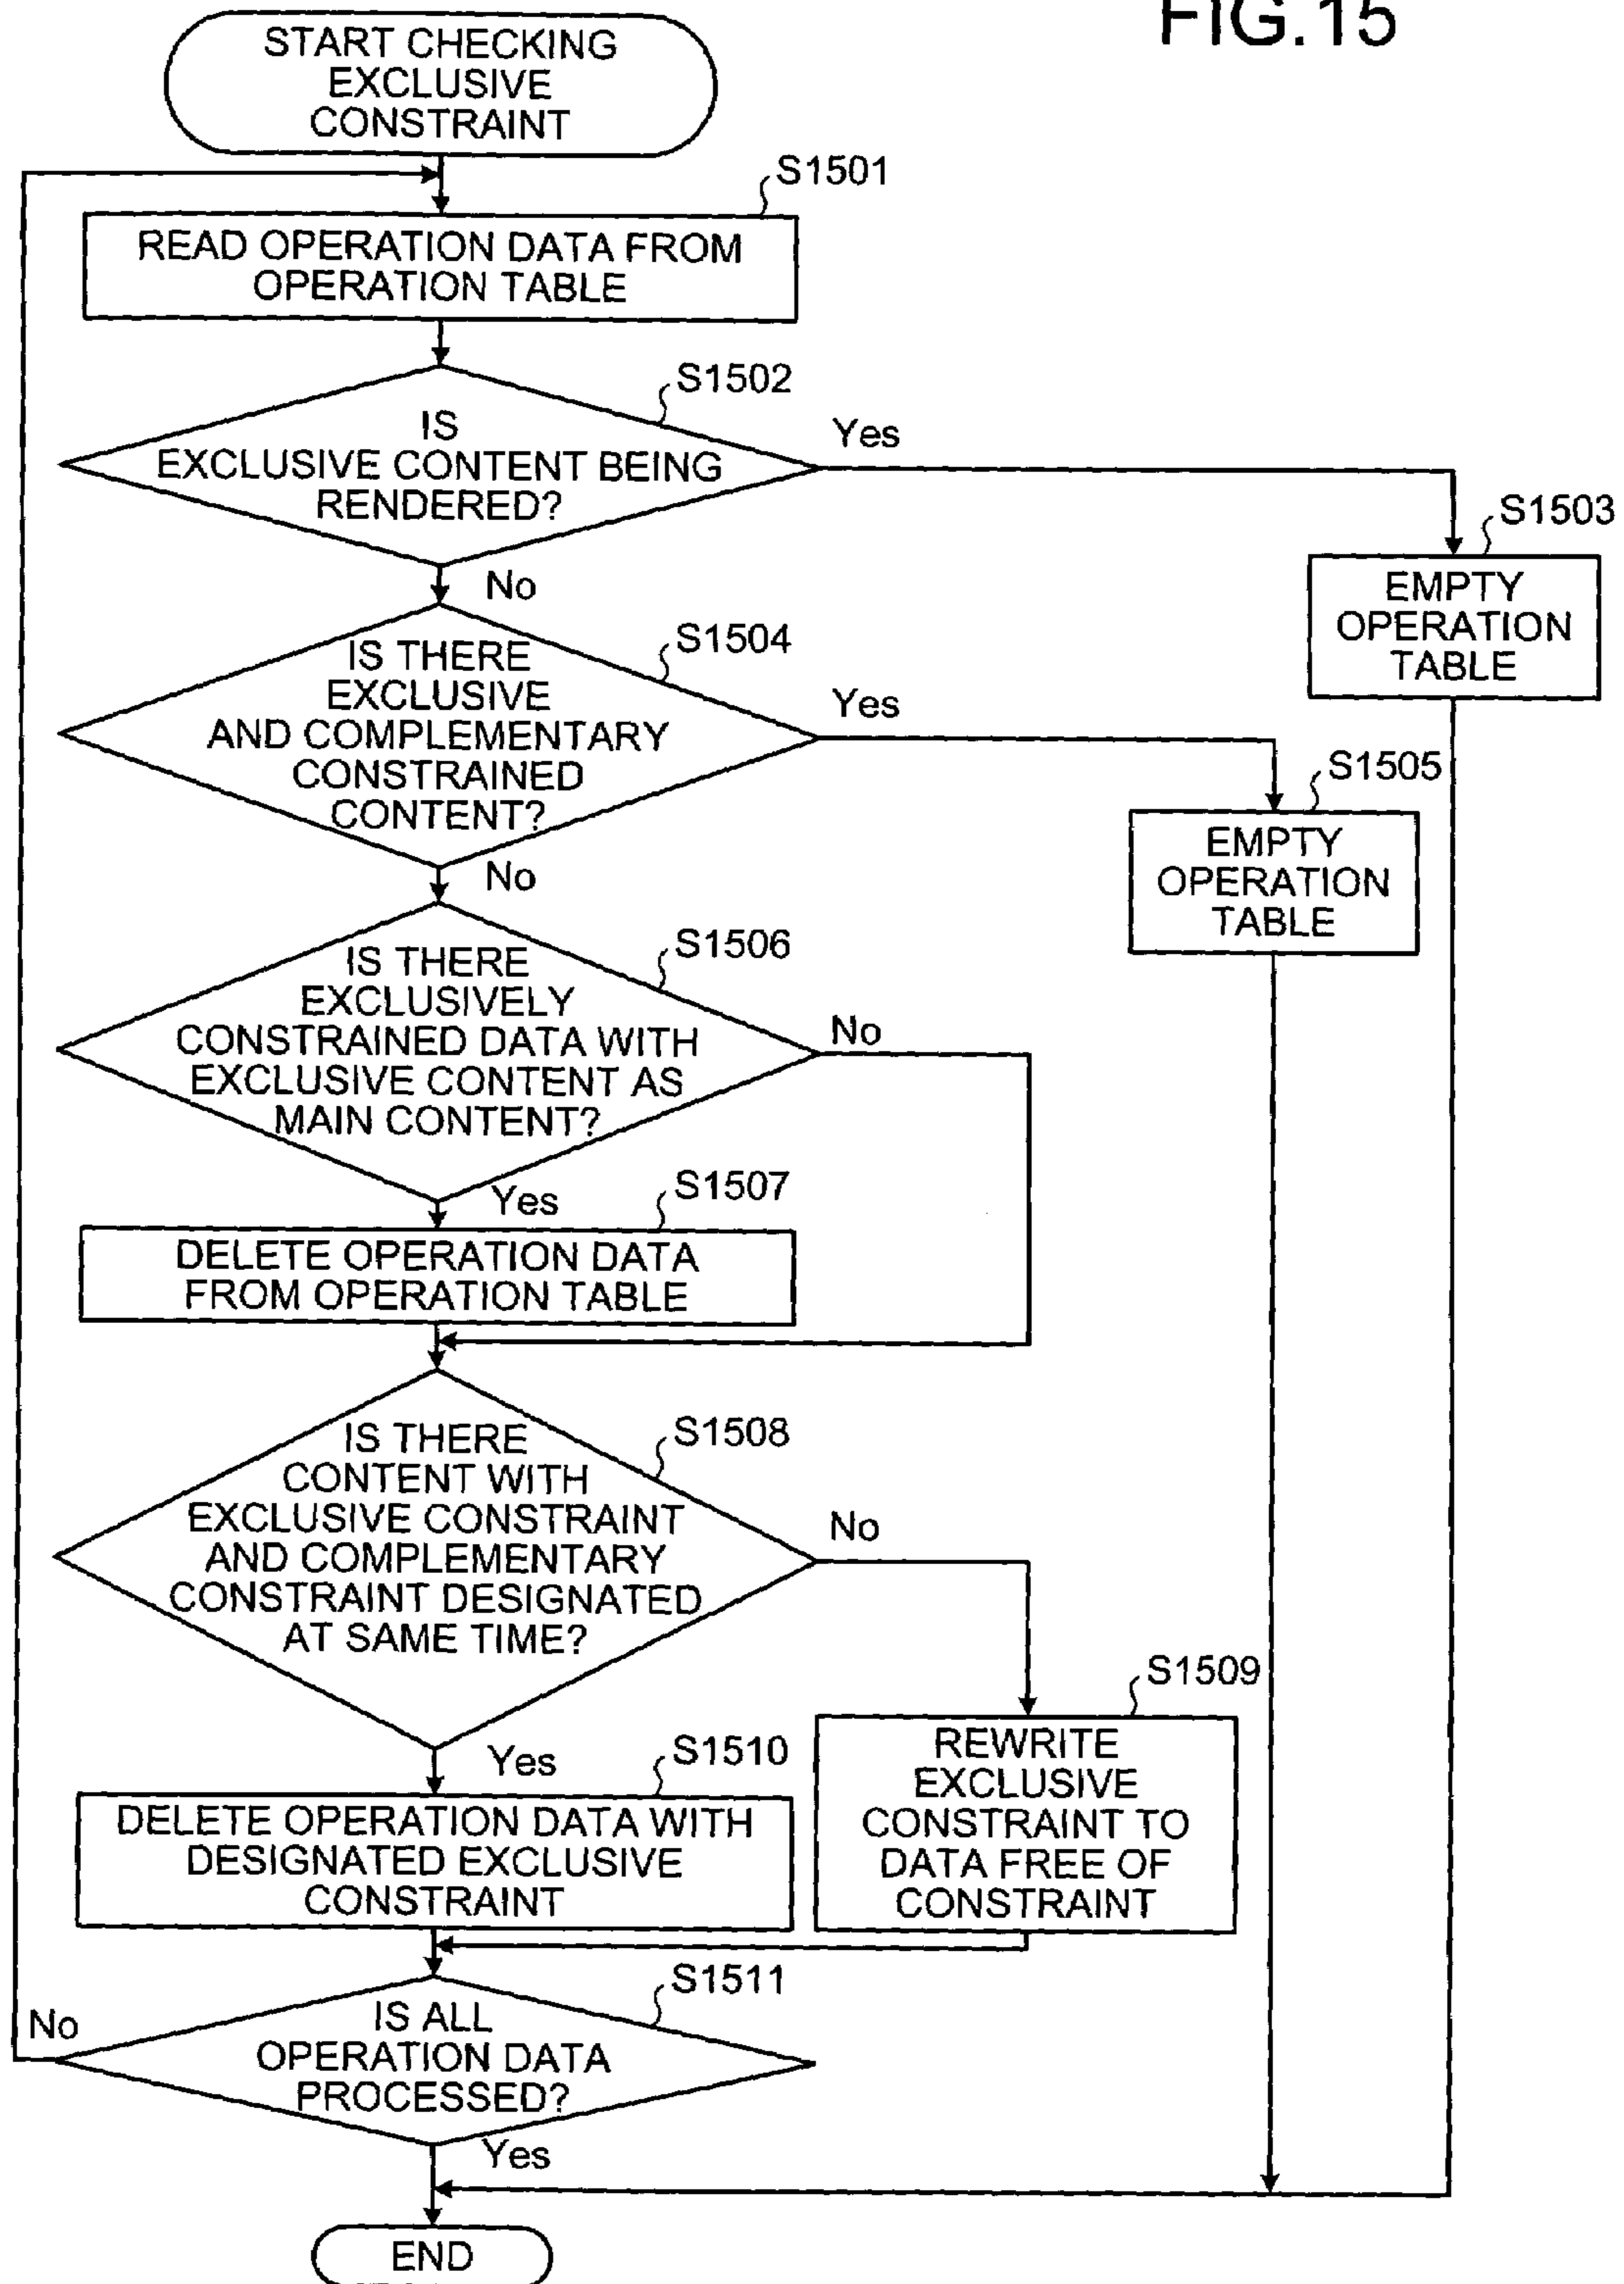 FIG.15
START CHECKING
EXCLUSIVE
CONSTRAINT
S1501
READ OPERATION DATA FROM
OPERATION TABLE
S1502
IS
EXCLUSIVE CONTENT BEING
RENDERED?
Yes
No
S1503
EMPTY
OPERATION
TABLE
S1504
IS THERE
EXCLUSIVE
AND COMPLEMENTARY
CONSTRAINED
CONTENT?
Yes
No
S1505
EMPTY
OPERATION
TABLE
S1506
IS THERE
EXCLUSIVELY
CONSTRAINED DATA WITH
EXCLUSIVE CONTENT AS
MAIN CONTENT?
No
Yes
S1507
DELETE OPERATION DATA
FROM OPERATION TABLE
S1508
IS THERE
CONTENT WITH
EXCLUSIVE CONSTRAINT
AND COMPLEMENTARY
CONSTRAINT DESIGNATED
AT SAME TIME?
No
Yes
S1509
REWRITE
EXCLUSIVE
CONSTRAINT TO
DATA FREE OF
CONSTRAINT
S1510
DELETE OPERATION DATA WITH
DESIGNATED EXCLUSIVE
CONSTRAINT
S1511
IS ALL
OPERATION DATA
PROCESSED?
No
Yes
END